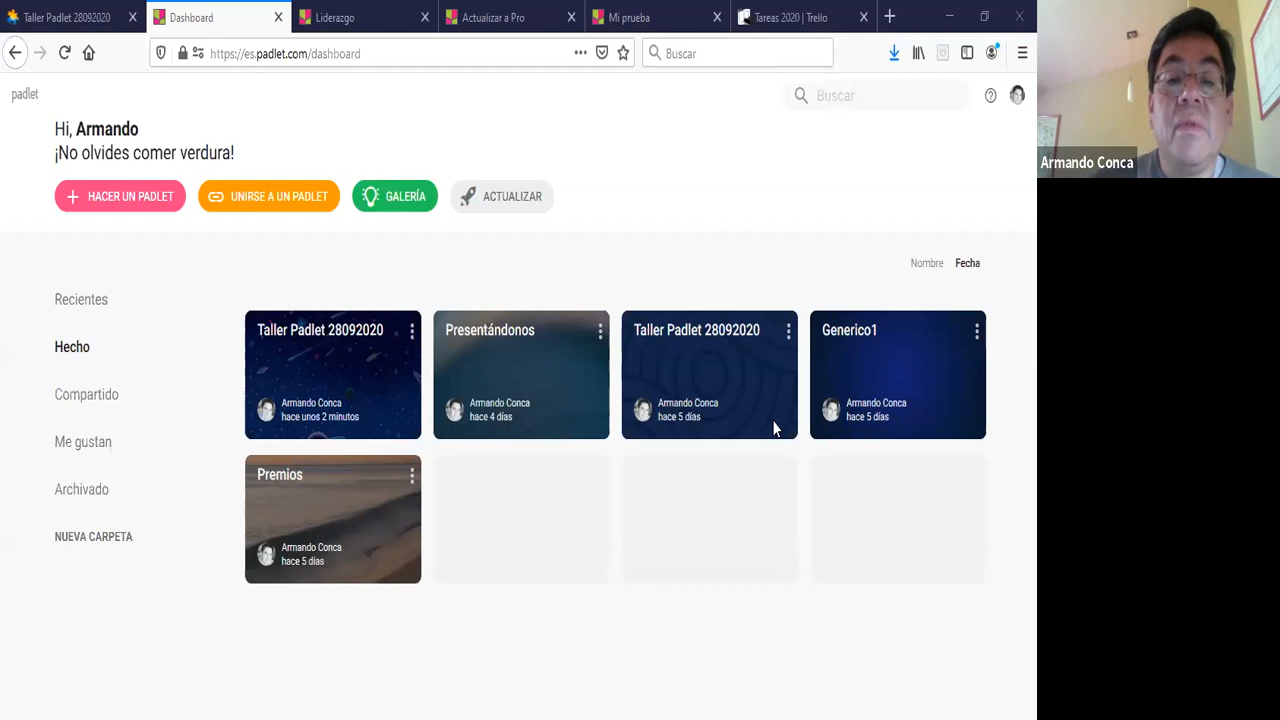 Taller Padlet 28092020
Dashboard
Liderazgo
Actualizar a Pro
Mi prueba
Tareas 2020 | Trello
https://es.padlet.com/dashboard
Buscar
padlet
Buscar
Hi, Armando
¡No olvides comer verdura!
HACER UN PADLET
UNIRSE A UN PADLET
GALERÍA
ACTUALIZAR
Nombre
Fecha
Recientes
Hecho
Compartido
Me gustan
Archivado
NUEVA CARPETA
Taller Padlet 28092020
Armando Conca
hace unos 2 minutos
Presentándonos
Armando Conca
hace 4 días
Taller Padlet 28092020
Armando Conca
hace 5 días
Generico1
Armando Conca
hace 5 días
Premios
Armando Conca
hace 5 días
Armando Conca